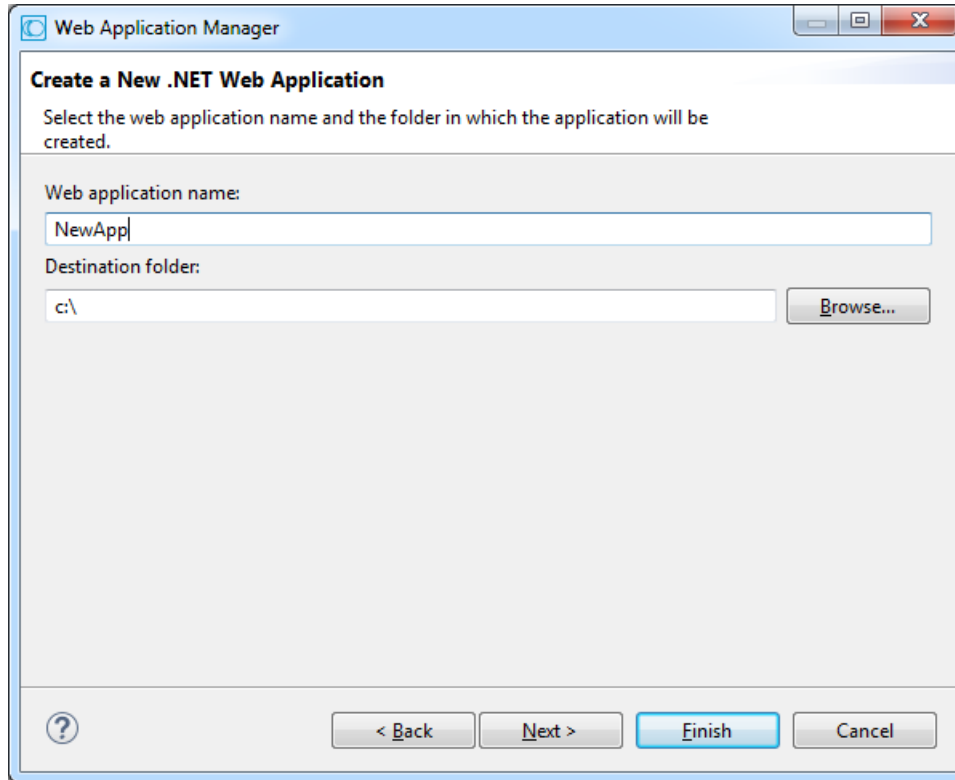 Web Application Manager
Create a New .NET Web Application
Select the web application name and the folder in which the application will be
created.
Web application name:
NewApp
Destination folder:
c:\
Browse...
?
< Back
Next >
Finish
Cancel